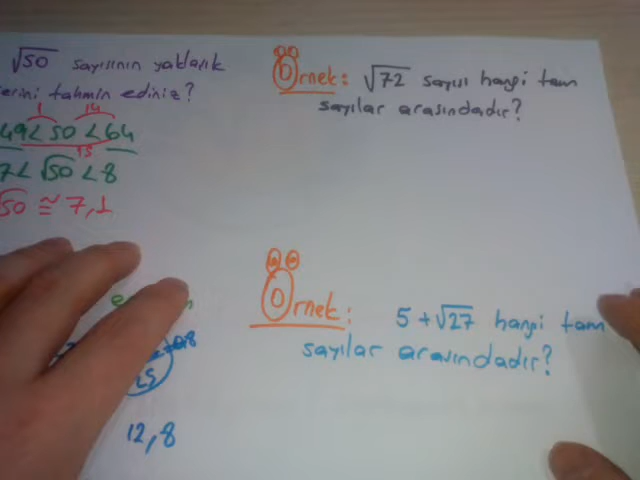 √50 sayısının yaklaşık
tahmin ediniz?
1 14
49<50<64
15
7<√50<8
√50 ≅ 7,1
12,8
Örnek: √72 sayısı hangi tam
sayılar arasındadır?
Örnek: 5+√27 hangi tam
sayılar arasındadır?